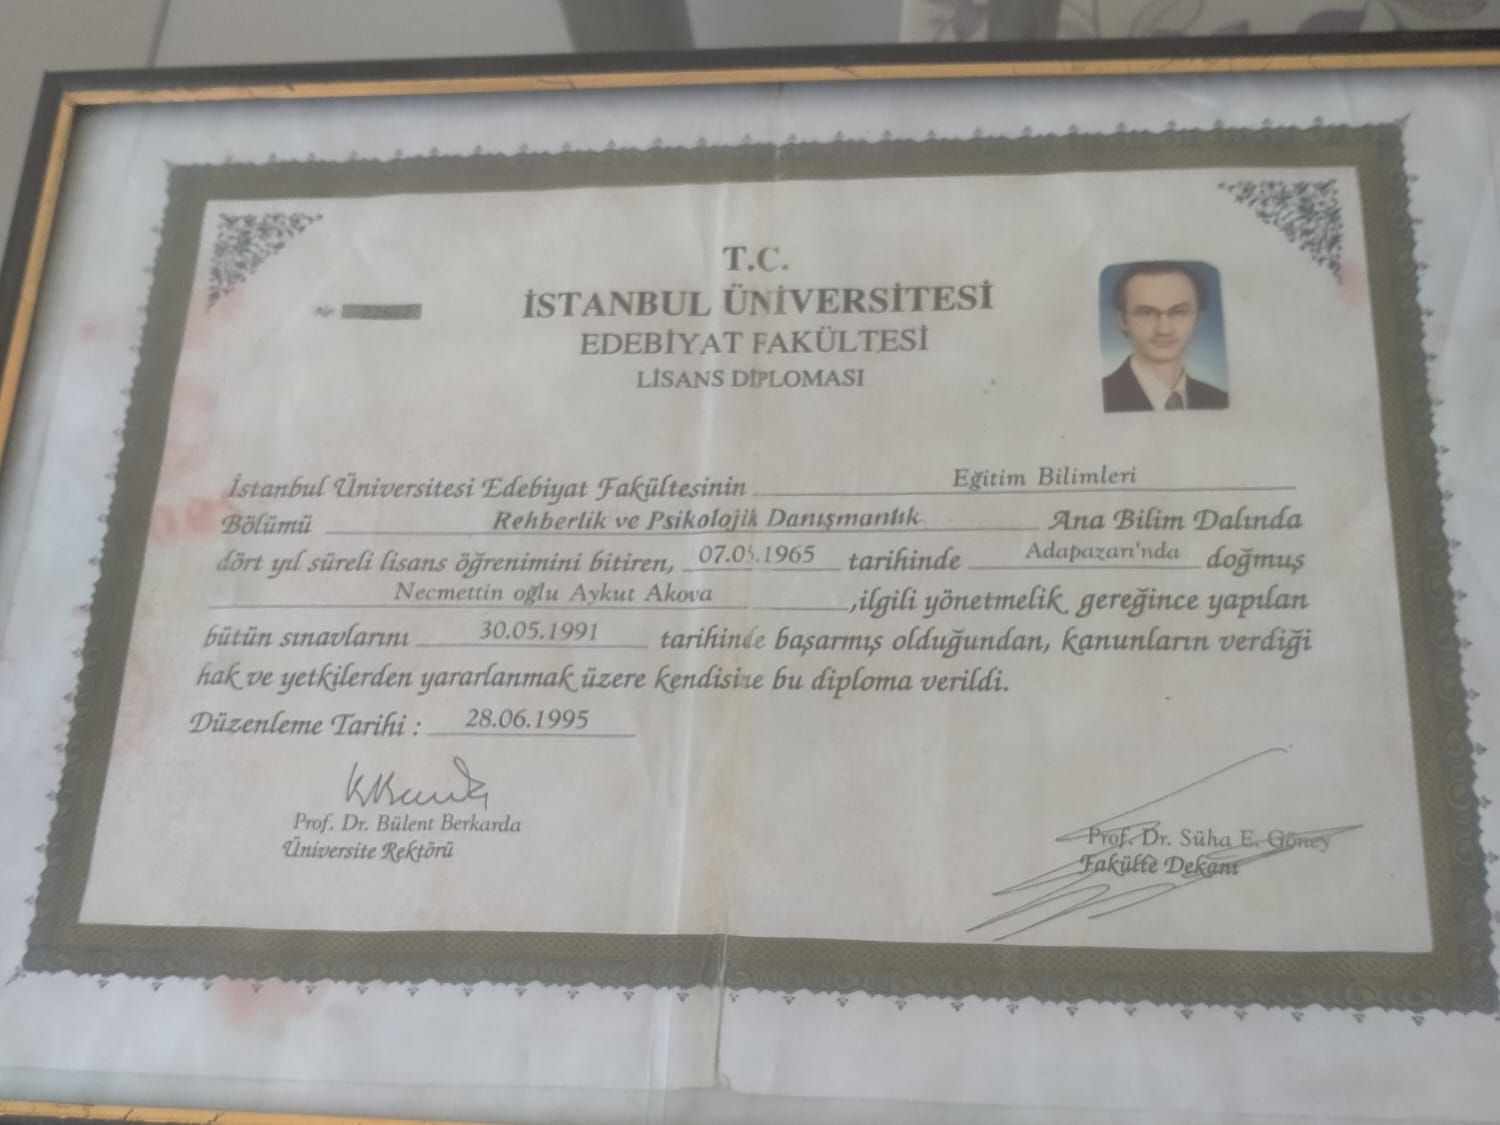 T.C.
İSTANBUL ÜNİVERSİTESİ
EDEBİYAT FAKÜLTESİ
LİSANS DİPLOMASI
Nr.
İstanbul Üniversitesi Edebiyat Fakültesinin Eğitim Bilimleri
Bölümü Rehberlik ve Psikolojik Danışmanlık Ana Bilim Dalında
dört yıl süreli lisans öğrenimini bitiren, tarihinde Adapazarı'nda doğmuş
Necmettin oğlu Aykut Akova ,ilgili yönetmelik gereğince yapılan
bütün sınavlarını 30.05.1991 tarihinde başarmış olduğundan, kanunların verdiği
hak ve yetkilerden yararlanmak üzere kendisine bu diploma verildi.
Düzenleme Tarihi : 28.06.1995
Prof. Dr. Bülent Berkarda
Üniversite Rektörü
Prof. Dr. Süha E. Göney
Fakülte Dekanı